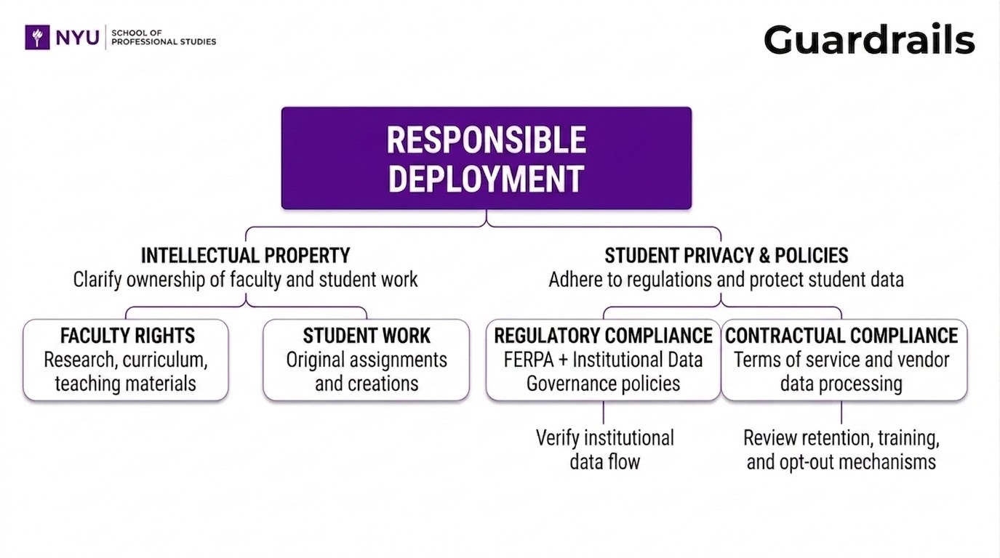 NYU
SCHOOL OF
PROFESSIONAL STUDIES
Guardrails
RESPONSIBLE
DEPLOYMENT
INTELLECTUAL PROPERTY
Clarify ownership of faculty and student work
STUDENT PRIVACY & POLICIES
Adhere to regulations and protect student data
FACULTY RIGHTS
Research, curriculum,
teaching materials
STUDENT WORK
Original assignments
and creations
REGULATORY COMPLIANCE
FERPA + Institutional Data
Governance policies
CONTRACTUAL COMPLIANCE
Terms of service and vendor
data processing
Verify institutional
data flow
Review retention, training,
and opt-out mechanisms